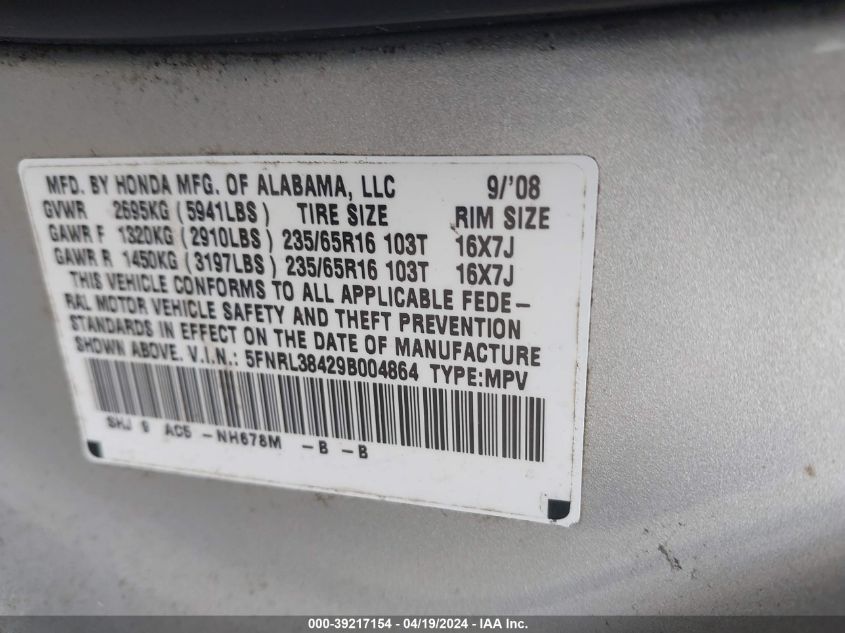 MFD. BY HONDA MFG. OF ALABAMA, LLC 9/'08
GVWR 2695KG (5941LBS) TIRE SIZE RIM SIZE
GAWR F 1320KG (2910LBS) 235/65R16 103T 16X7J
GAWR R 1450KG (3197LBS) 235/65R16 103T 16X7J
THIS VEHICLE CONFORMS TO ALL APPLICABLE FEDE-
RAL MOTOR VEHICLE SAFETY AND THEFT PREVENTION
STANDARDS IN EFFECT ON THE DATE OF MANUFACTURE
SHOWN ABOVE. V.I.N.: 5FNRL38429B004864 TYPE:MPV
SHJ 9 AC5 -NH678M -B -B
000-39217154 - 04/19/2024 - IAA Inc.